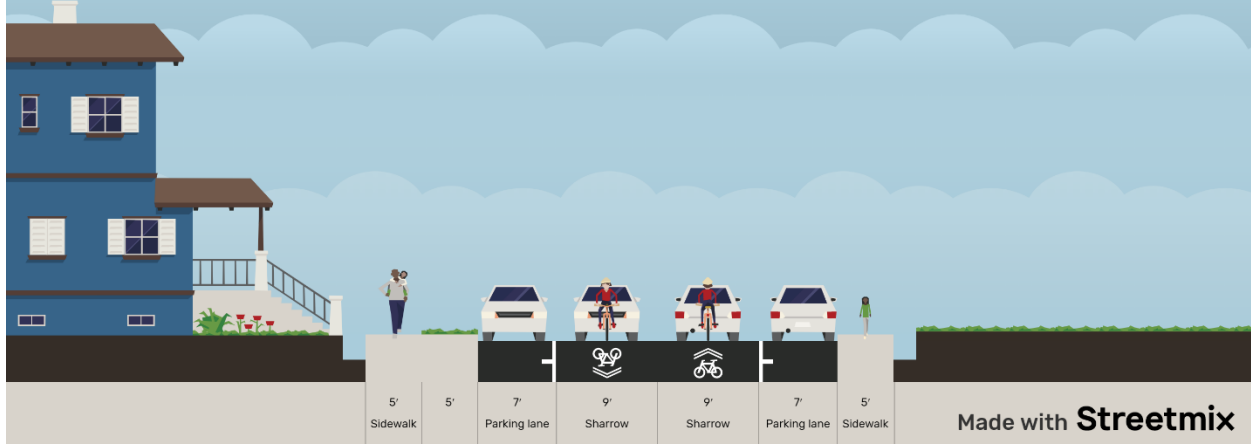 5′ 5′ 7′ 9′ 9′ 7′ 5′
Sidewalk Parking lane Sharrow Sharrow Parking lane Sidewalk
Made with Streetmix